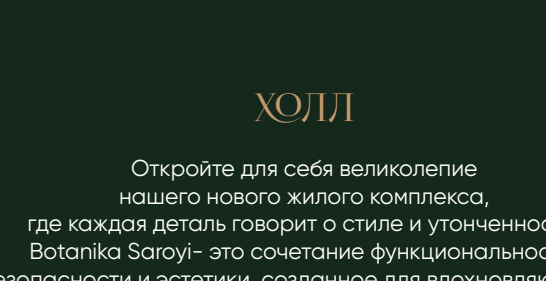 ХОЛЛ
Откройте для себя великолепие
нашего нового жилого комплекса,
где каждая деталь говорит о стиле и
Botanika Saroyi- это сочетание
и эстетики, созданное для